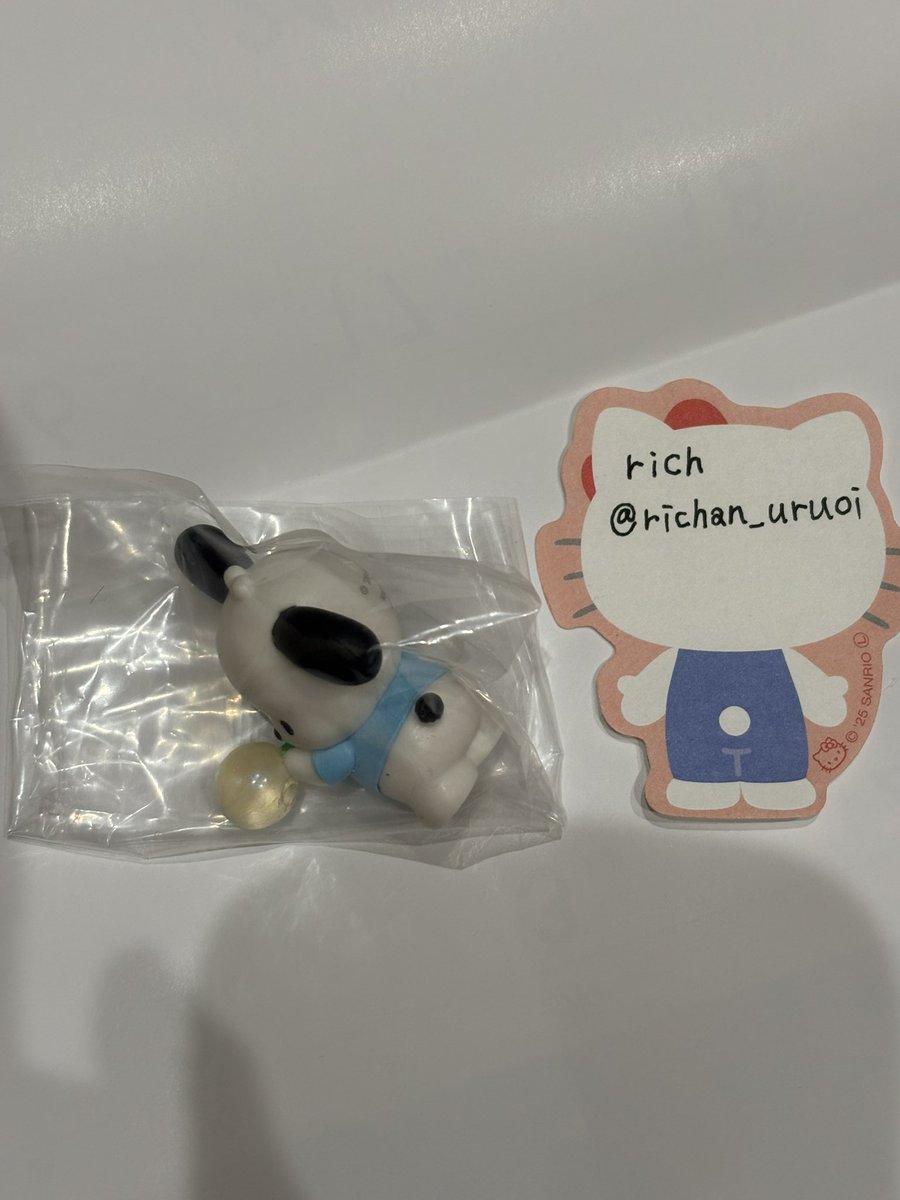 rich
@richan_uruoi
© '25 SANRIO Ⓛ